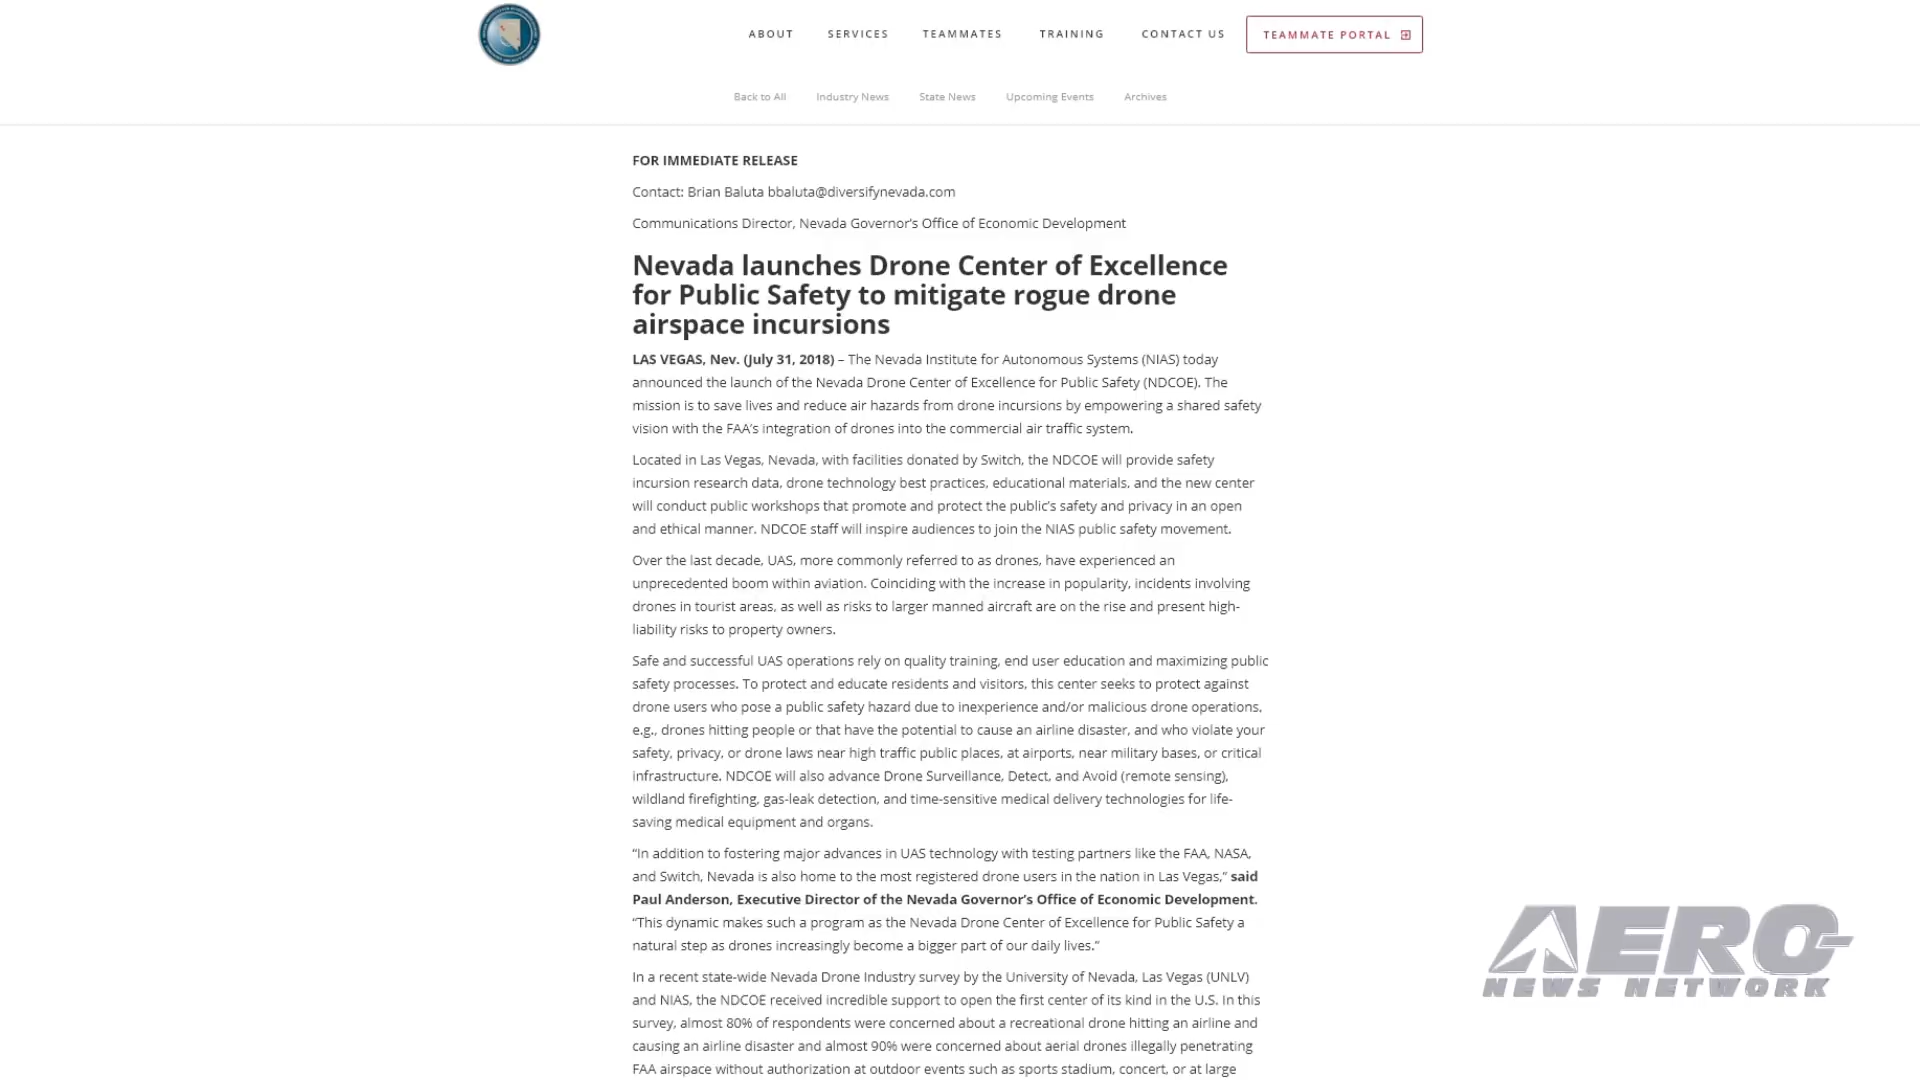 ABOUT SERVICES TEAMMATES TRAINING CONTACT US TEAMMATE PORTAL
Back to All Industry News State News Upcoming Events Archives
FOR IMMEDIATE RELEASE
Contact: Brian Baluta bbaluta@diversifynevada.com
Communications Director, Nevada Governor's Office of Economic Development
Nevada launches Drone Center of Excellence
for Public Safety to mitigate rogue drone
airspace incursions
LAS VEGAS, Nev. (July 31, 2018) – The Nevada Institute for Autonomous Systems (NIAS) today
announced the launch of the Nevada Drone Center of Excellence for Public Safety (NDCOE). The
mission is to save lives and reduce air hazards from drone incursions by empowering a shared safety
vision with the FAA's integration of drones into the commercial air traffic system.
Located in Las Vegas, Nevada, with facilities donated by Switch, the NDCOE will provide safety
incursion research data, drone technology best practices, educational materials, and the new center
will conduct public workshops that promote and protect the public's safety and privacy in an open
and ethical manner. NDCOE staff will inspire audiences to join the NIAS public safety movement.
Over the last decade, UAS, more commonly referred to as drones, have experienced an
unprecedented boom within aviation. Coinciding with the increase in popularity, incidents involving
drones in tourist areas, as well as risks to larger manned aircraft are on the rise and present high-
liability risks to property owners.
Safe and successful UAS operations rely on quality training, end user education and maximizing public
safety processes. To protect and educate residents and visitors, this center seeks to protect against
drone users who pose a public safety hazard due to inexperience and/or malicious drone operations,
e.g., drones hitting people or that have the potential to cause an airline disaster, and who violate your
safety, privacy, or drone laws near high traffic public places, at airports, near military bases, or critical
infrastructure. NDCOE will also advance Drone Surveillance, Detect, and Avoid (remote sensing),
wildland firefighting, gas-leak detection, and time-sensitive medical delivery technologies for life-
saving medical equipment and organs.
“In addition to fostering major advances in UAS technology with testing partners like the FAA, NASA,
and Switch, Nevada is also home to the most registered drone users in the nation in Las Vegas,” said
Paul Anderson, Executive Director of the Nevada Governor's Office of Economic Development.
“This dynamic makes such a program as the Nevada Drone Center of Excellence for Public Safety a
natural step as drones increasingly become a bigger part of our daily lives.”
In a recent state-wide Nevada Drone Industry survey by the University of Nevada, Las Vegas (UNLV)
and NIAS, the NDCOE received incredible support to open the first center of its kind in the U.S. In this
survey, almost 80% of respondents were concerned about a recreational drone hitting an airline and
causing an airline disaster and almost 90% were concerned about aerial drones illegally penetrating
FAA airspace without authorization at outdoor events such as sports stadium, concert, or at large
AERO-
NEWS NETWORK